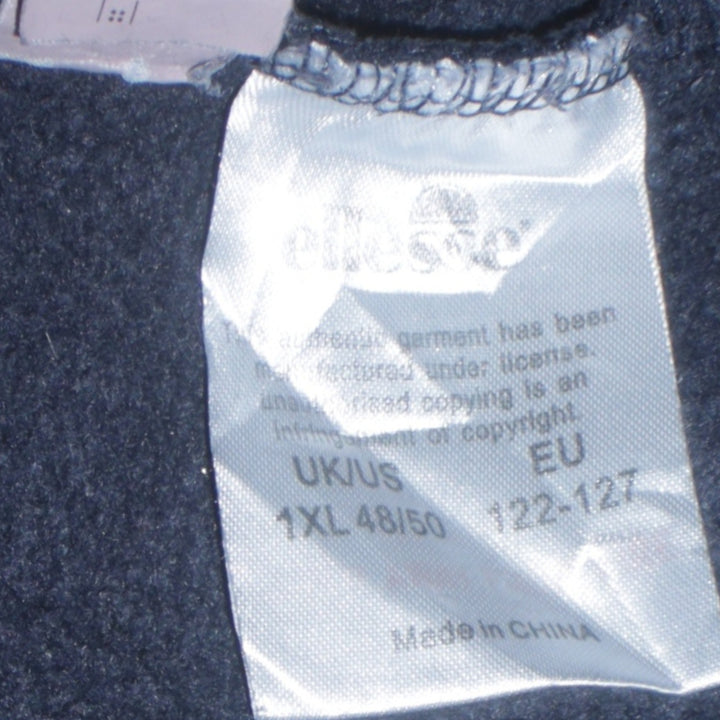 ellesse
This authentic garment has been
manufactured under license.
unauthorised copying is an
infringement of copyright.
UK/US EU
1XL 48/50 122-127
Made in CHINA